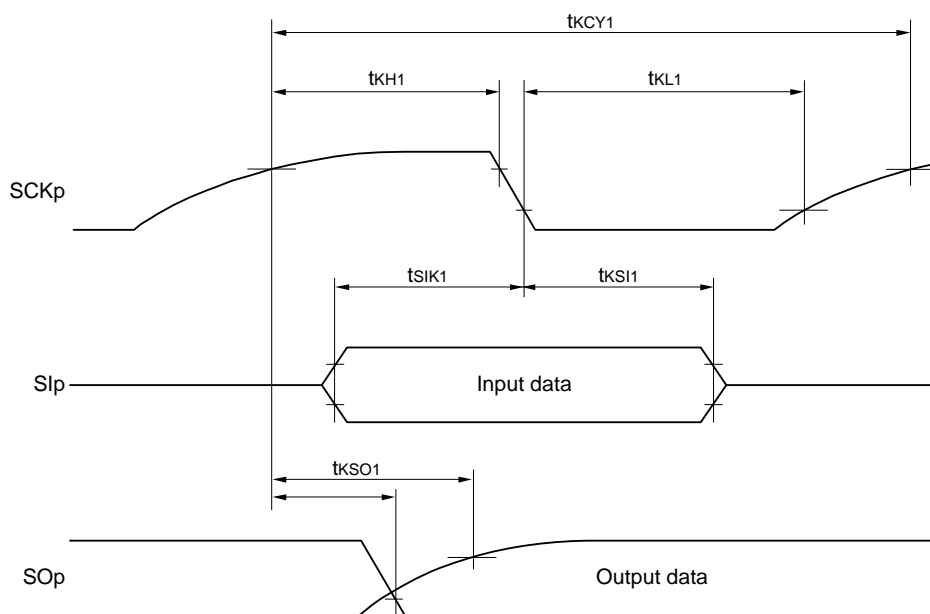 tKCY1
tKH1
tKL1
SCKp
tSIK1
tKSI1
SIp
Input data
tKSO1
SOp
Output data